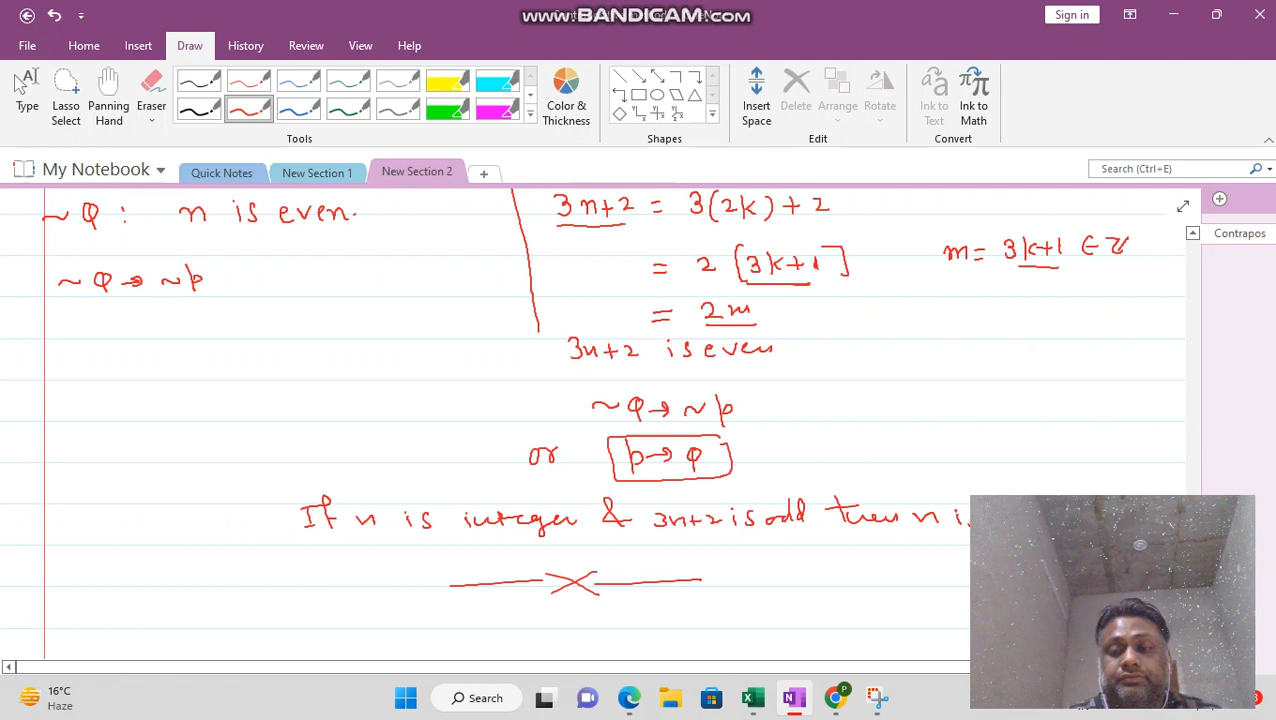 www.BANDICAM.com
Sign in
File Home Insert Draw History Review View Help
Type Lasso Select Panning Hand Eraser Color & Thickness Insert Space Delete Arrange Rotate Ink to Text Ink to Math
Tools Shapes Edit Convert
My Notebook Quick Notes New Section 1 New Section 2 Search (Ctrl+E)
Contrapos
~ Q : n is even.
~ Q → ~ p
3n+2 = 3(2k) + 2
= 2 [3k+1]
= 2m
m = 3k+1 ∈ Z
3n+2 is even
~ Q → ~ p
or p → Q
If n is integer & 3n+2 is odd then n is
16°C
Haze
Search